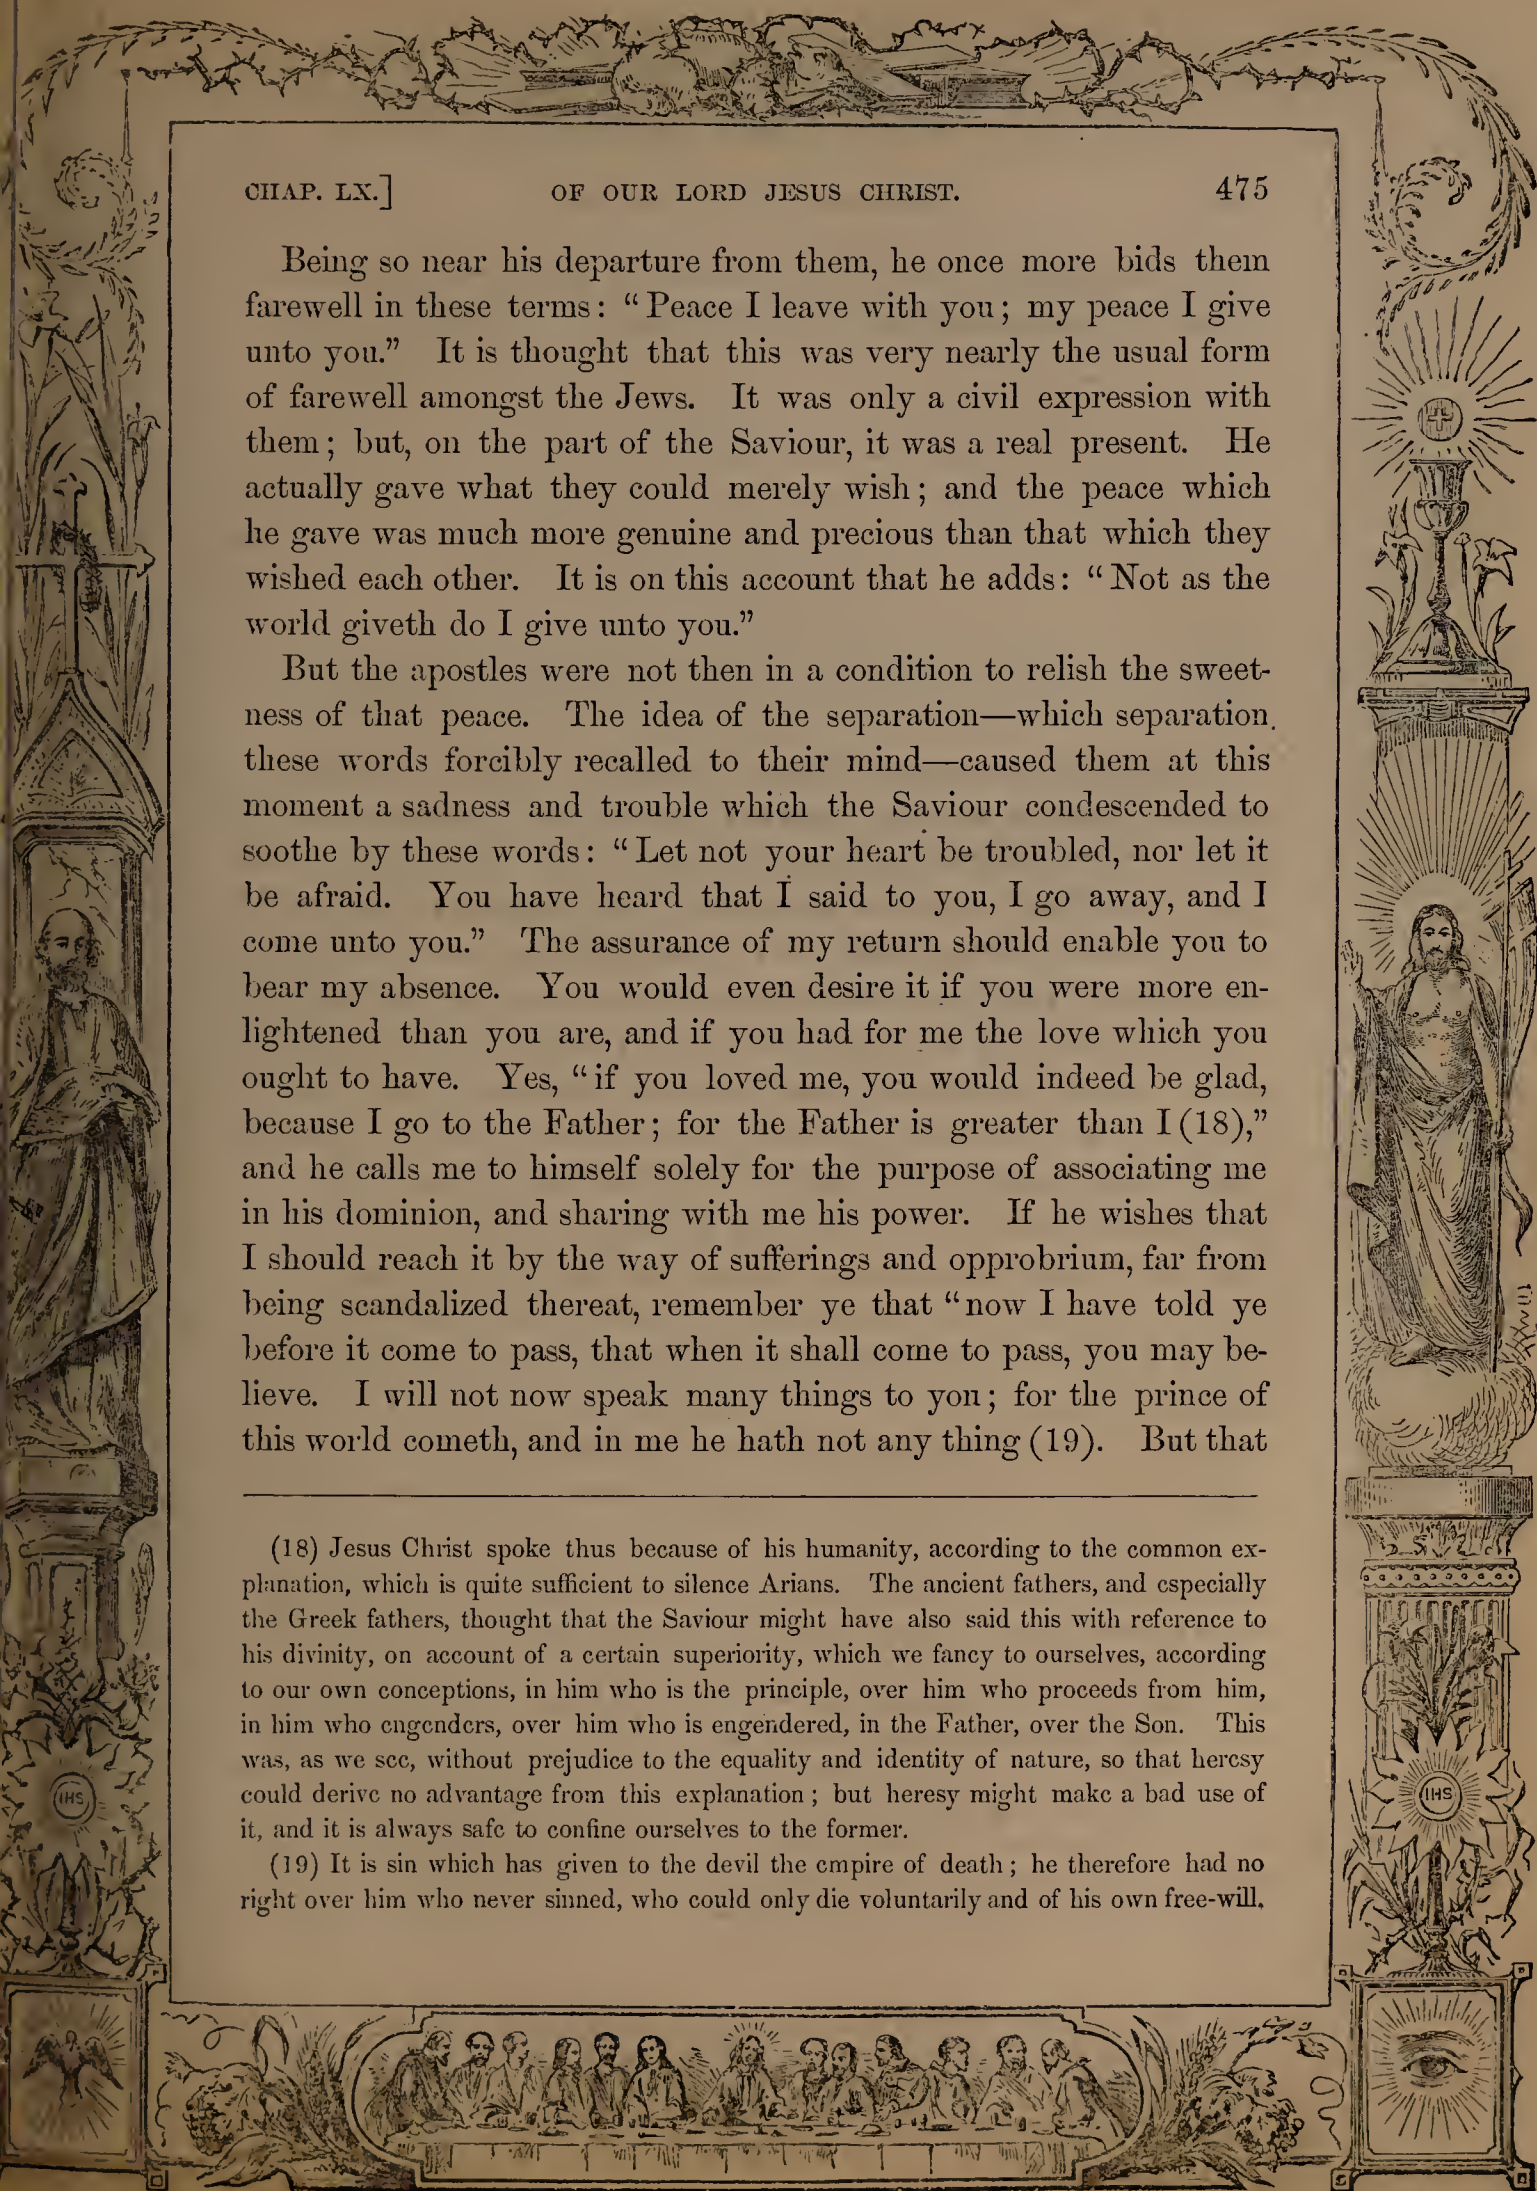 CHAP. LX.] OF OUR LORD JESUS CHRIST. 475
Being so near his departure from them, he once more bids them
farewell in these terms: “Peace I leave with you; my peace I give
unto you.” It is thought that this was very nearly the usual form
of farewell amongst the Jews. It was only a civil expression with
them; but, on the part of the Saviour, it was a real present. He
actually gave what they could merely wish; and the peace which
he gave was much more genuine and precious than that which they
wished each other. It is on this account that he adds: “Not as the
world giveth do I give unto you.”
But the apostles were not then in a condition to relish the sweet-
ness of that peace. The idea of the separation—which separation
these words forcibly recalled to their mind—caused them at this
moment a sadness and trouble which the Saviour condescended to
soothe by these words: “Let not your heart be troubled, nor let it
be afraid. You have heard that I said to you, I go away, and I
come unto you.” The assurance of my return should enable you to
bear my absence. You would even desire it if you were more en-
lightened than you are, and if you had for me the love which you
ought to have. Yes, “if you loved me, you would indeed be glad,
because I go to the Father; for the Father is greater than I (18),”
and he calls me to himself solely for the purpose of associating me
in his dominion, and sharing with me his power. If he wishes that
I should reach it by the way of sufferings and opprobrium, far from
being scandalized thereat, remember ye that “now I have told ye
before it come to pass, that when it shall come to pass, you may be-
lieve. I will not now speak many things to you; for the prince of
this world cometh, and in me he hath not any thing (19). But that
(18) Jesus Christ spoke thus because of his humanity, according to the common ex-
planation, which is quite sufficient to silence Arians. The ancient fathers, and especially
the Greek fathers, thought that the Saviour might have also said this with reference to
his divinity, on account of a certain superiority, which we fancy to ourselves, according
to our own conceptions, in him who is the principle, over him who proceeds from him,
in him who engenders, over him who is engendered, in the Father, over the Son. This
was, as we see, without prejudice to the equality and identity of nature, so that heresy
could derive no advantage from this explanation; but heresy might make a bad use of
it, and it is always safe to confine ourselves to the former.
(19) It is sin which has given to the devil the empire of death; he therefore had no
right over him who never sinned, who could only die voluntarily and of his own free-will.
IHS
IHS